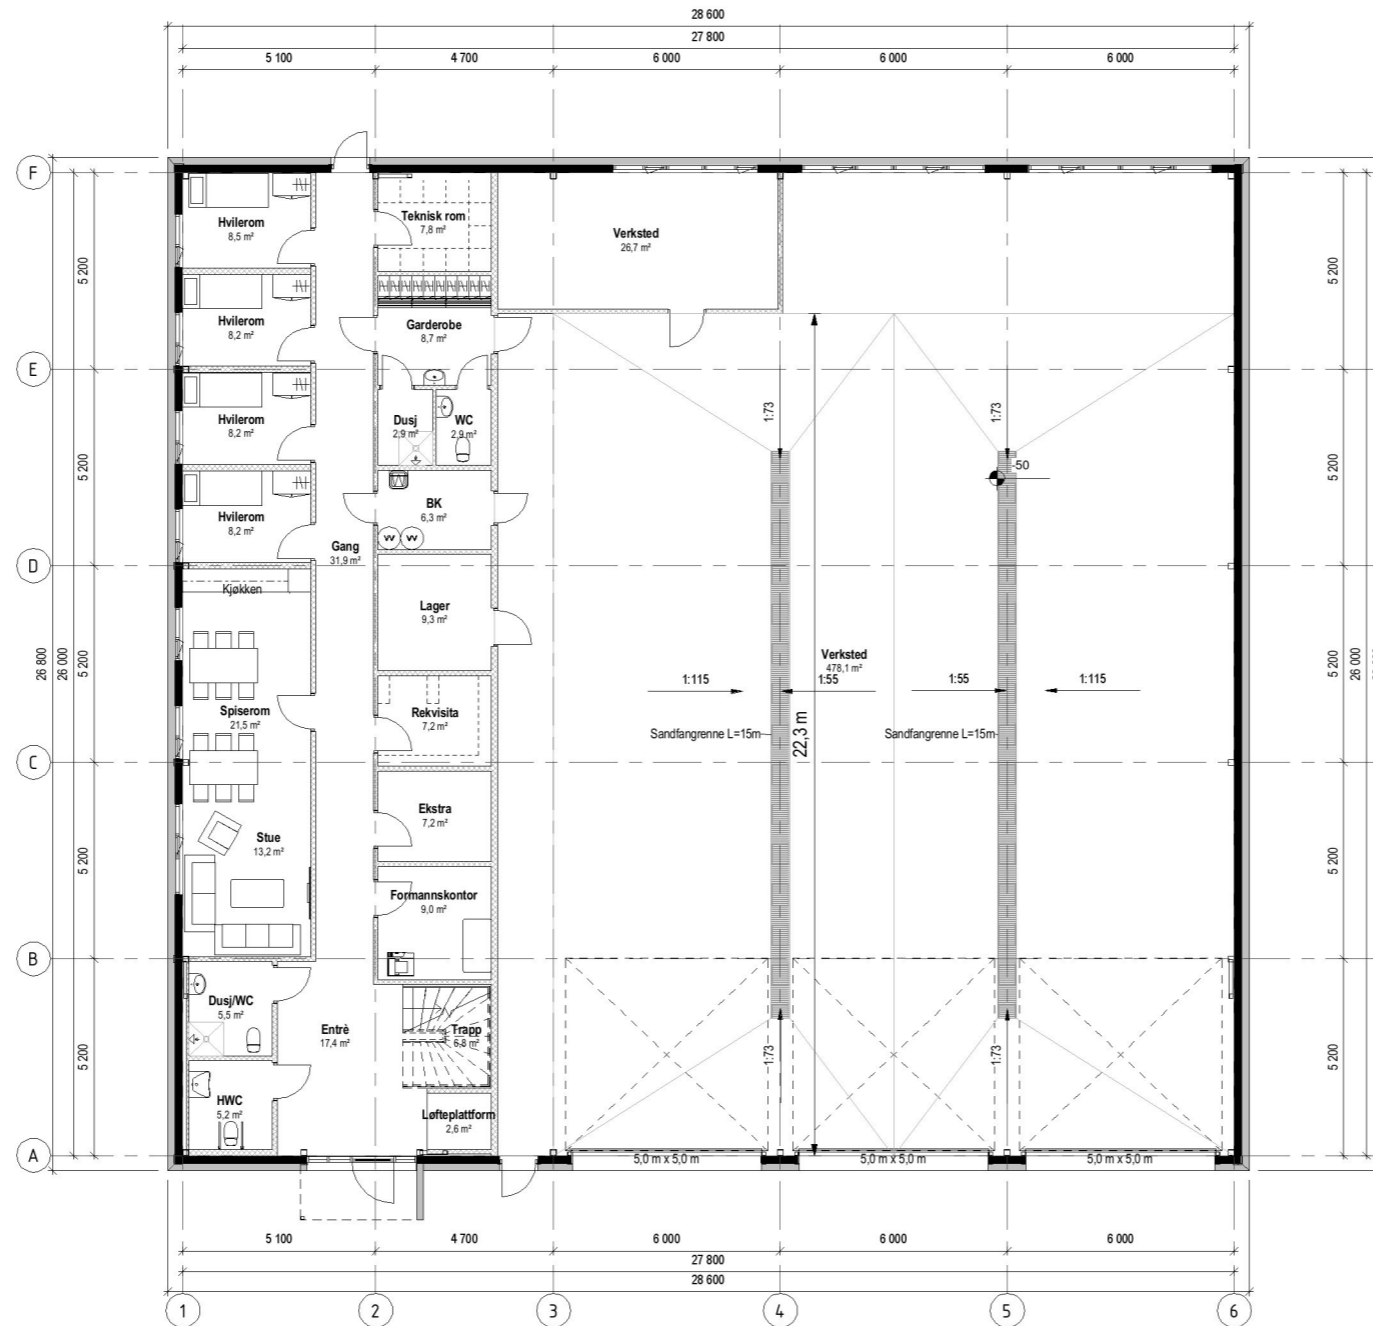 28 600
27 800
5 100
4 700
6 000
6 000
6 000
F
Hvilerom
8,5 m²
Teknisk rom
7,8 m²
Verksted
26,7 m²
5 200
5 200
Hvilerom
8,2 m²
Garderobe
8,7 m²
E
Hvilerom
8,2 m²
Dusj
2,9 m²
WC
2,9 m²
1:73
1:73
-50
5 200
5 200
Hvilerom
8,2 m²
BK
6,3 m²
VV
VV
Gang
31,9 m²
D
Kjøkken
Lager
9,3 m²
26 800
26 000
5 200
Verksted
478,1 m²
1:115
1:55
1:55
1:115
5 200
26 000
Spiserom
21,5 m²
Rekvisita
7,2 m²
22,3 m
Sandfangrenne L=15m
Sandfangrenne L=15m
C
Ekstra
7,2 m²
Stue
13,2 m²
5 200
5 200
Formannskontor
9,0 m²
B
Dusj/WC
5,5 m²
Entrè
17,4 m²
Trapp
6,8 m²
5 200
1:73
1:73
5 200
HWC
5,2 m²
Løfteplattform
2,6 m²
A
5,0 m x 5,0 m
5,0 m x 5,0 m
5,0 m x 5,0 m
5 100
4 700
6 000
6 000
6 000
27 800
28 600
1
2
3
4
5
6